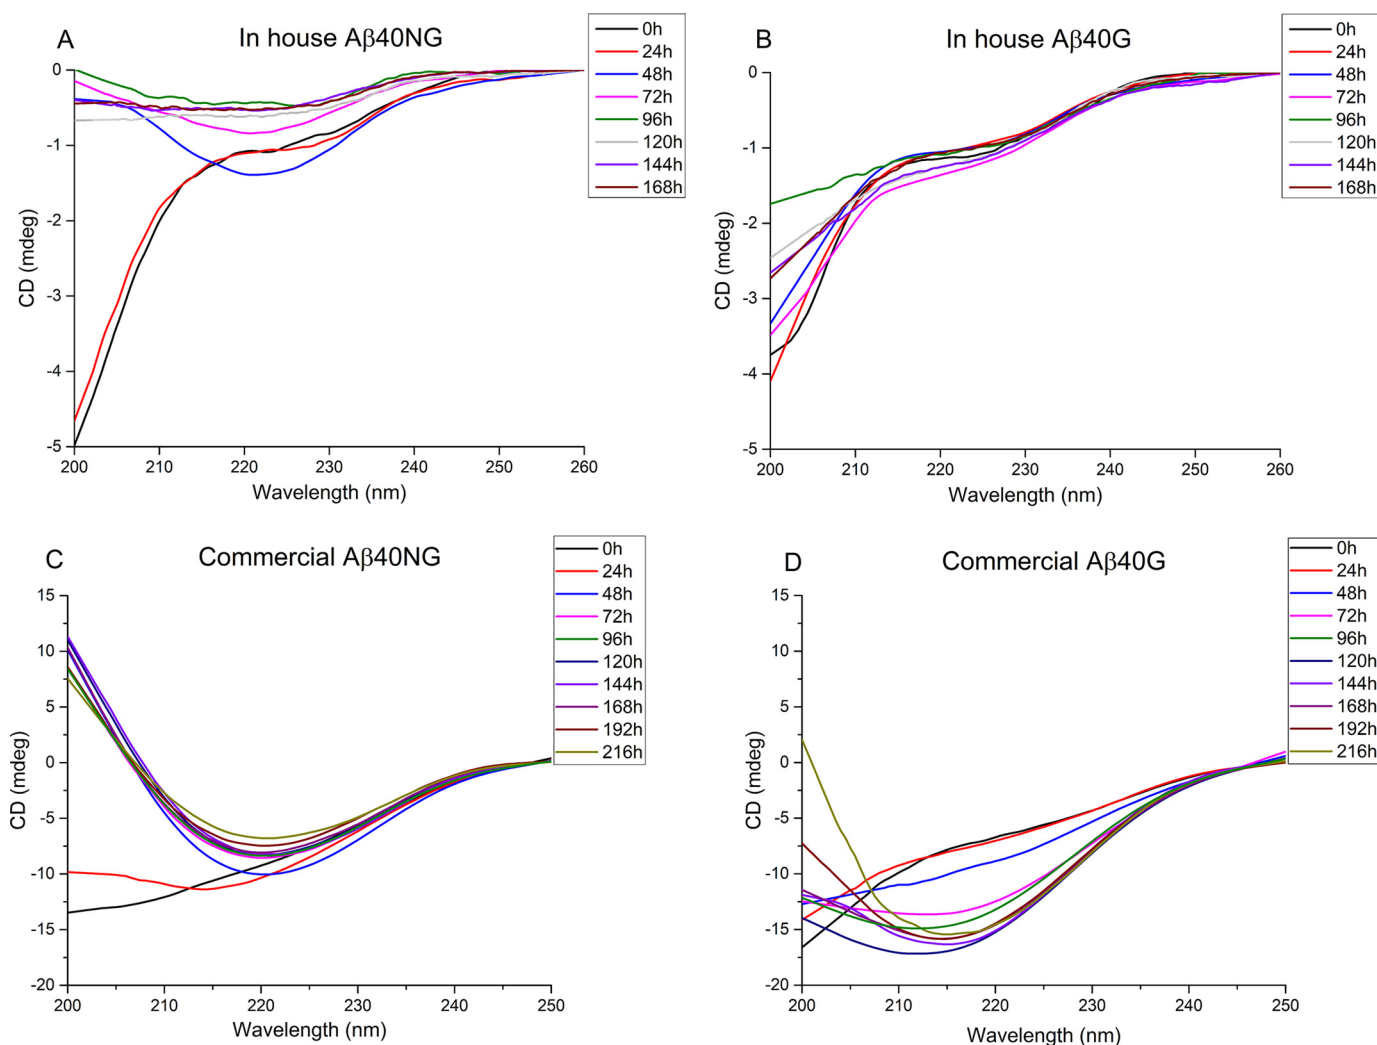 A
In house Aβ40NG
0h
24h
48h
72h
96h
120h
144h
168h
0
-1
-2
-3
-4
-5
CD (mdeg)
200 210 220 230 240 250 260
Wavelength (nm)
B
In house Aβ40G
0h
24h
48h
72h
96h
120h
144h
168h
0
-1
-2
-3
-4
-5
CD (mdeg)
200 210 220 230 240 250 260
Wavelength (nm)
C
Commercial Aβ40NG
0h
24h
48h
72h
96h
120h
144h
168h
192h
216h
15
10
5
0
-5
-10
-15
-20
CD (mdeg)
200 210 220 230 240 250
Wavelength (nm)
D
Commercial Aβ40G
0h
24h
48h
72h
96h
120h
144h
168h
192h
216h
15
10
5
0
-5
-10
-15
-20
CD (mdeg)
200 210 220 230 240 250
Wavelength (nm)